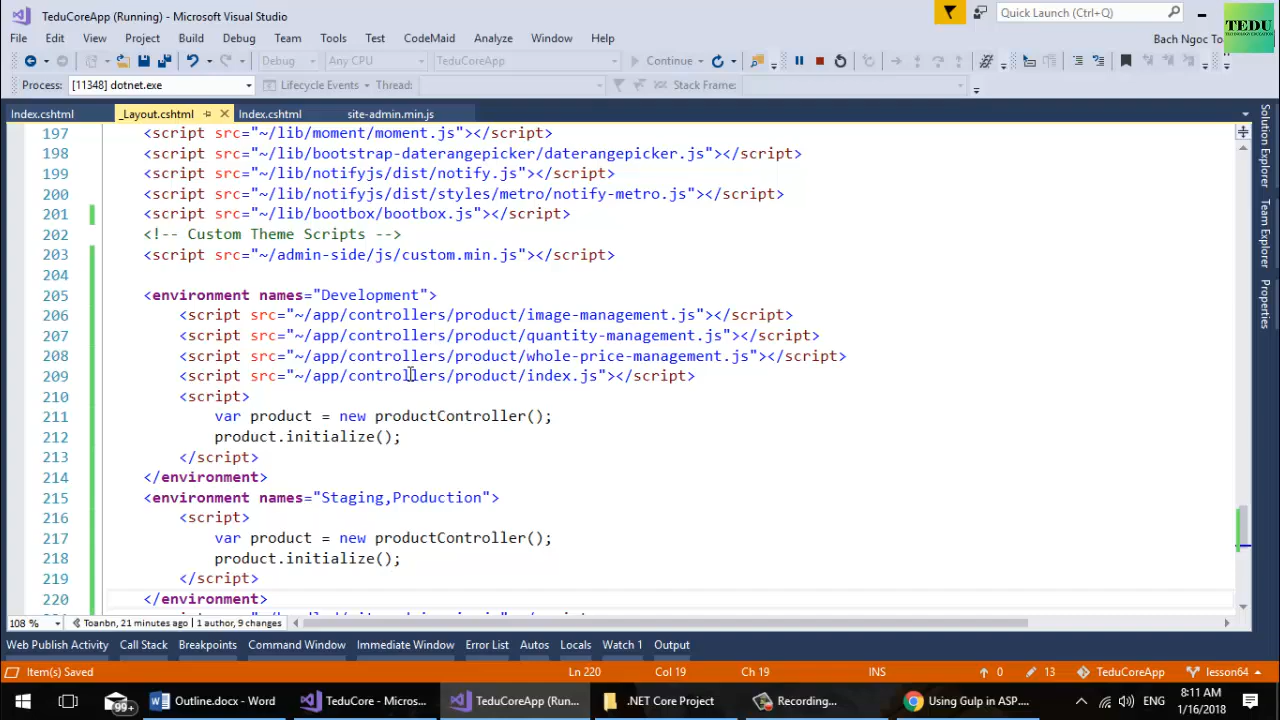 TeduCoreApp (Running) - Microsoft Visual Studio
Quick Launch (Ctrl+Q)
TEDU
File Edit View Project Build Debug Team Tools Test CodeMaid Analyze Window Help
Bach Ngoc To
Debug Any CPU TeduCoreApp Continue
Process: [11348] dotnet.exe Lifecycle Events Thread: Stack Frame:
Index.cshtml _Layout.cshtml Index.cshtml site-admin.min.js
197 <script src="~/lib/moment/moment.js"></script>
198 <script src="~/lib/bootstrap-daterangepicker/daterangepicker.js"></script>
199 <script src="~/lib/notifyjs/dist/notify.js"></script>
200 <script src="~/lib/notifyjs/dist/styles/metro/notify-metro.js"></script>
201 <script src="~/lib/bootbox/bootbox.js"></script>
202 <!-- Custom Theme Scripts -->
203 <script src="~/admin-side/js/custom.min.js"></script>
204
205 <environment names="Development">
206 <script src="~/app/controllers/product/image-management.js"></script>
207 <script src="~/app/controllers/product/quantity-management.js"></script>
208 <script src="~/app/controllers/product/whole-price-management.js"></script>
209 <script src="~/app/controllers/product/index.js"></script>
210 <script>
211 var product = new productController();
212 product.initialize();
213 </script>
214 </environment>
215 <environment names="Staging,Production">
216 <script>
217 var product = new productController();
218 product.initialize();
219 </script>
220 </environment>
Solution Explorer
Team Explorer
Properties
108 % Toanbn, 21 minutes ago | 1 author, 9 changes
Web Publish Activity Call Stack Breakpoints Command Window Immediate Window Error List Autos Locals Watch 1 Output
Item(s) Saved Ln 220 Col 19 Ch 19 INS 0 13 TeduCoreApp lesson64
99+ Outline.docx - Word TeduCore - Micros... TeduCoreApp (Run... .NET Core Project Recording... Using Gulp in ASP.... ENG 8:11 AM
1/16/2018